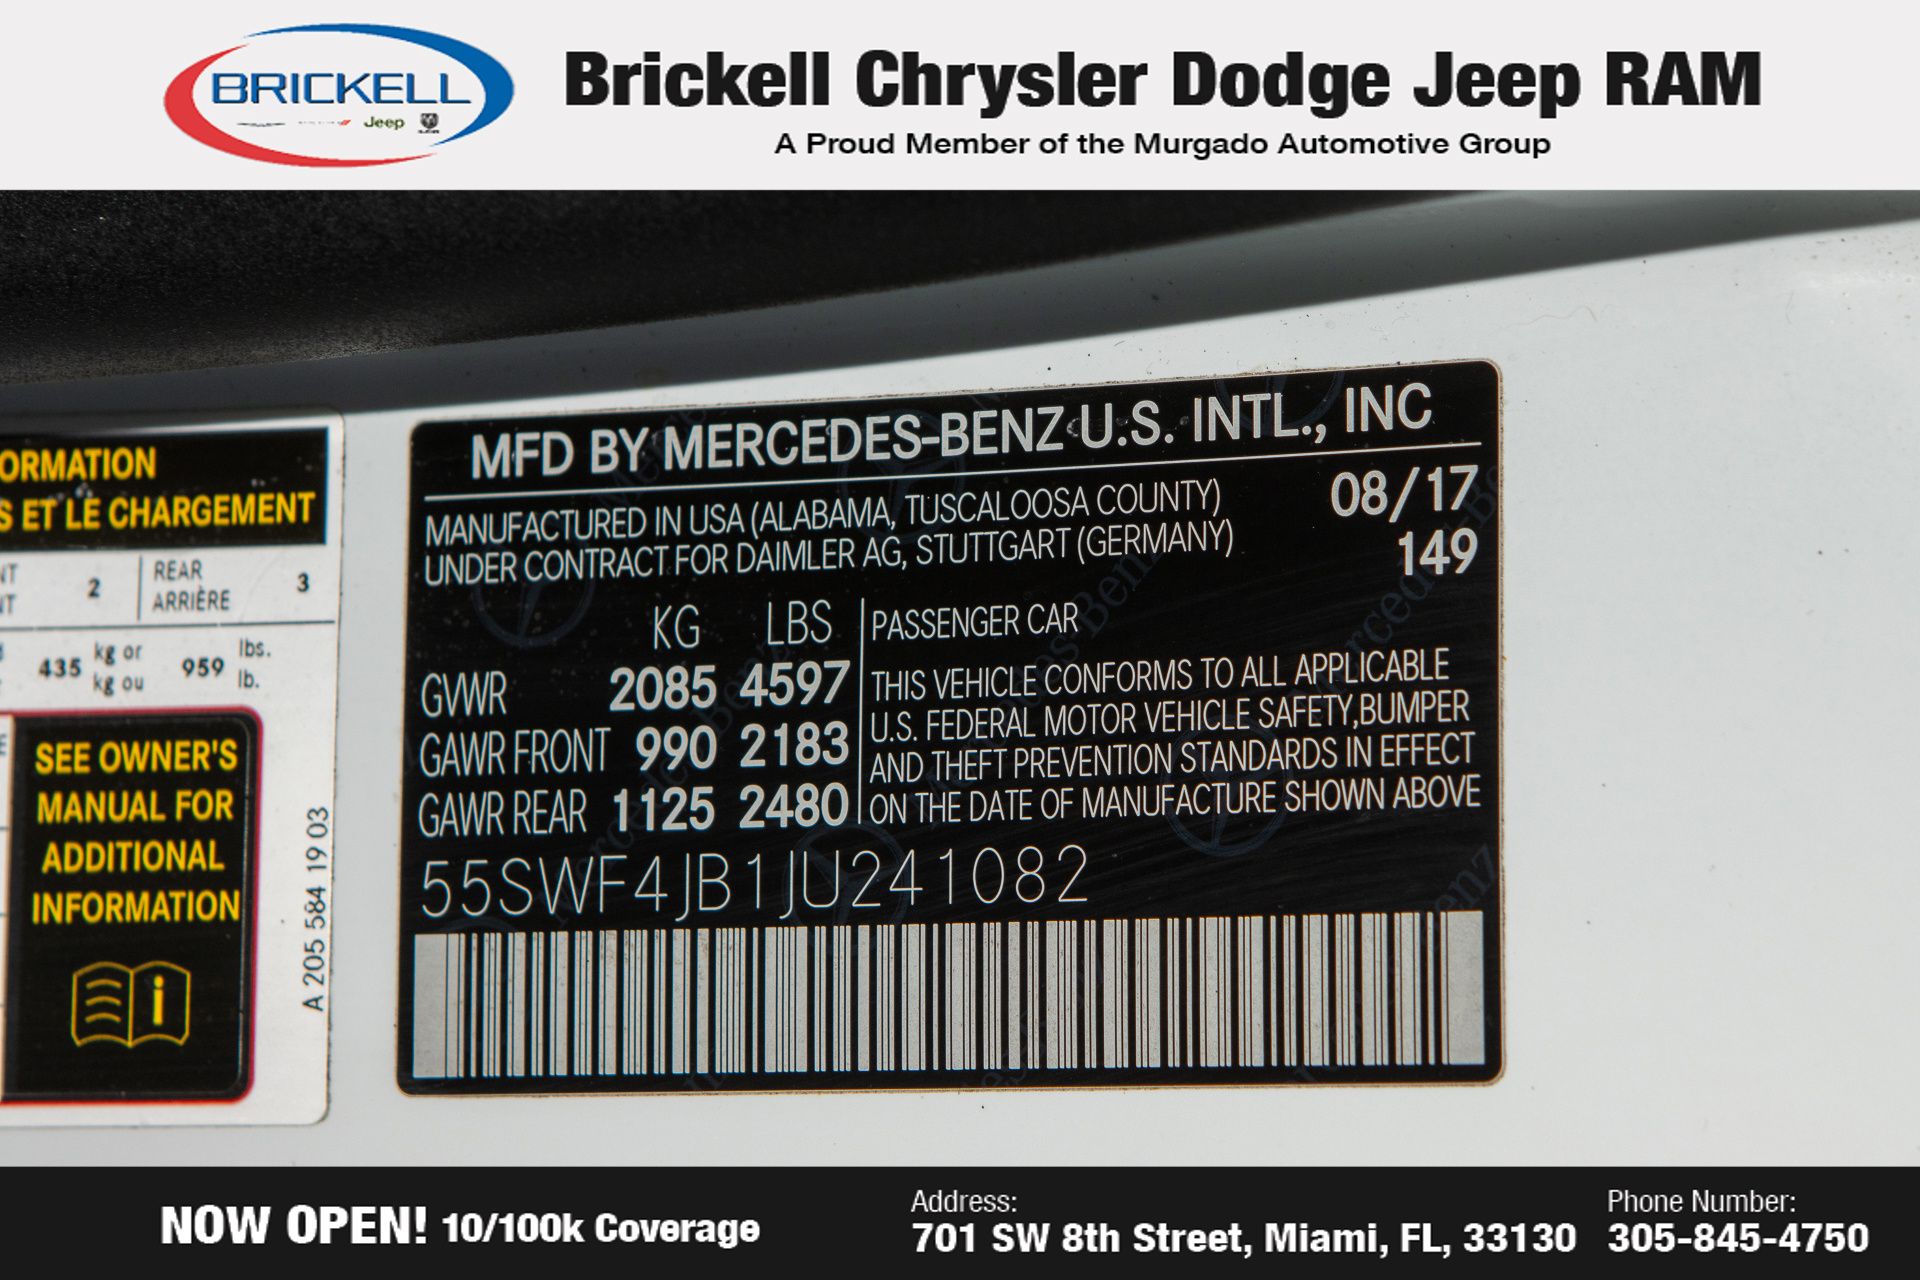 BRICKELL
Jeep
Brickell Chrysler Dodge Jeep RAM
A Proud Member of the Murgado Automotive Group
ORMATION
S ET LE CHARGEMENT
2
REAR
ARRIÈRE
3
435 kg or 959 lbs.
kg ou lb.
SEE OWNER'S
MANUAL FOR
ADDITIONAL
INFORMATION
A 205 584 19 03
MFD BY MERCEDES-BENZ U.S. INTL., INC
MANUFACTURED IN USA (ALABAMA, TUSCALOOSA COUNTY) 08/17
UNDER CONTRACT FOR DAIMLER AG, STUTTGART (GERMANY) 149
KG LBS
GVWR 2085 4597
GAWR FRONT 990 2183
GAWR REAR 1125 2480
PASSENGER CAR
THIS VEHICLE CONFORMS TO ALL APPLICABLE
U.S. FEDERAL MOTOR VEHICLE SAFETY,BUMPER
AND THEFT PREVENTION STANDARDS IN EFFECT
ON THE DATE OF MANUFACTURE SHOWN ABOVE
55SWF4JB1JU241082
NOW OPEN! 10/100k Coverage
Address:
701 SW 8th Street, Miami, FL, 33130
Phone Number:
305-845-4750